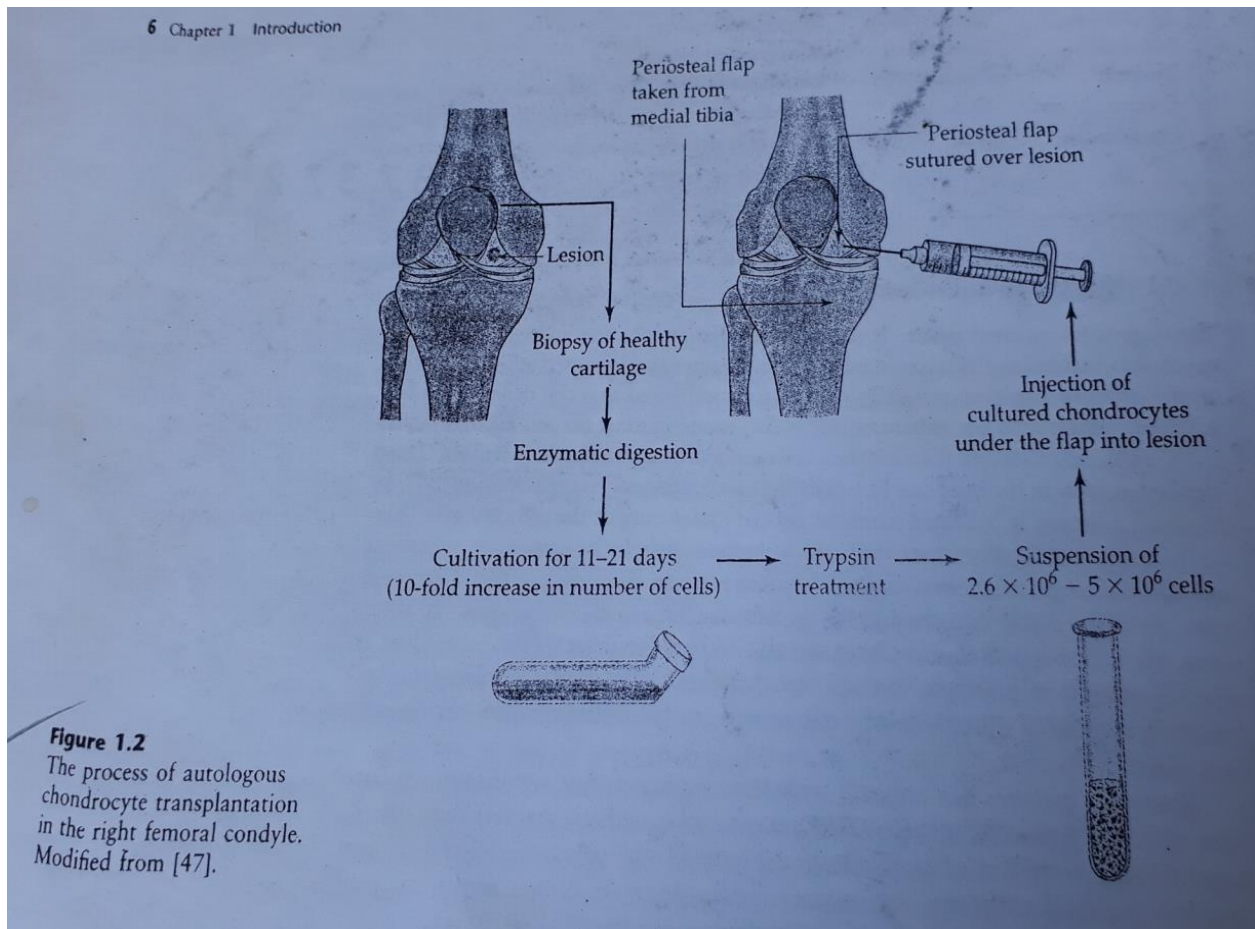 6 Chapter 1 Introduction
Periosteal flap
taken from
medial tibia
Periosteal flap
sutured over lesion
Lesion
Biopsy of healthy
cartilage
Enzymatic digestion
Injection of
cultured chondrocytes
under the flap into lesion
Cultivation for 11–21 days
(10-fold increase in number of cells)
Trypsin
treatment
Suspension of
2.6 × 10⁶ – 5 × 10⁶ cells
Figure 1.2
The process of autologous
chondrocyte transplantation
in the right femoral condyle.
Modified from [47].